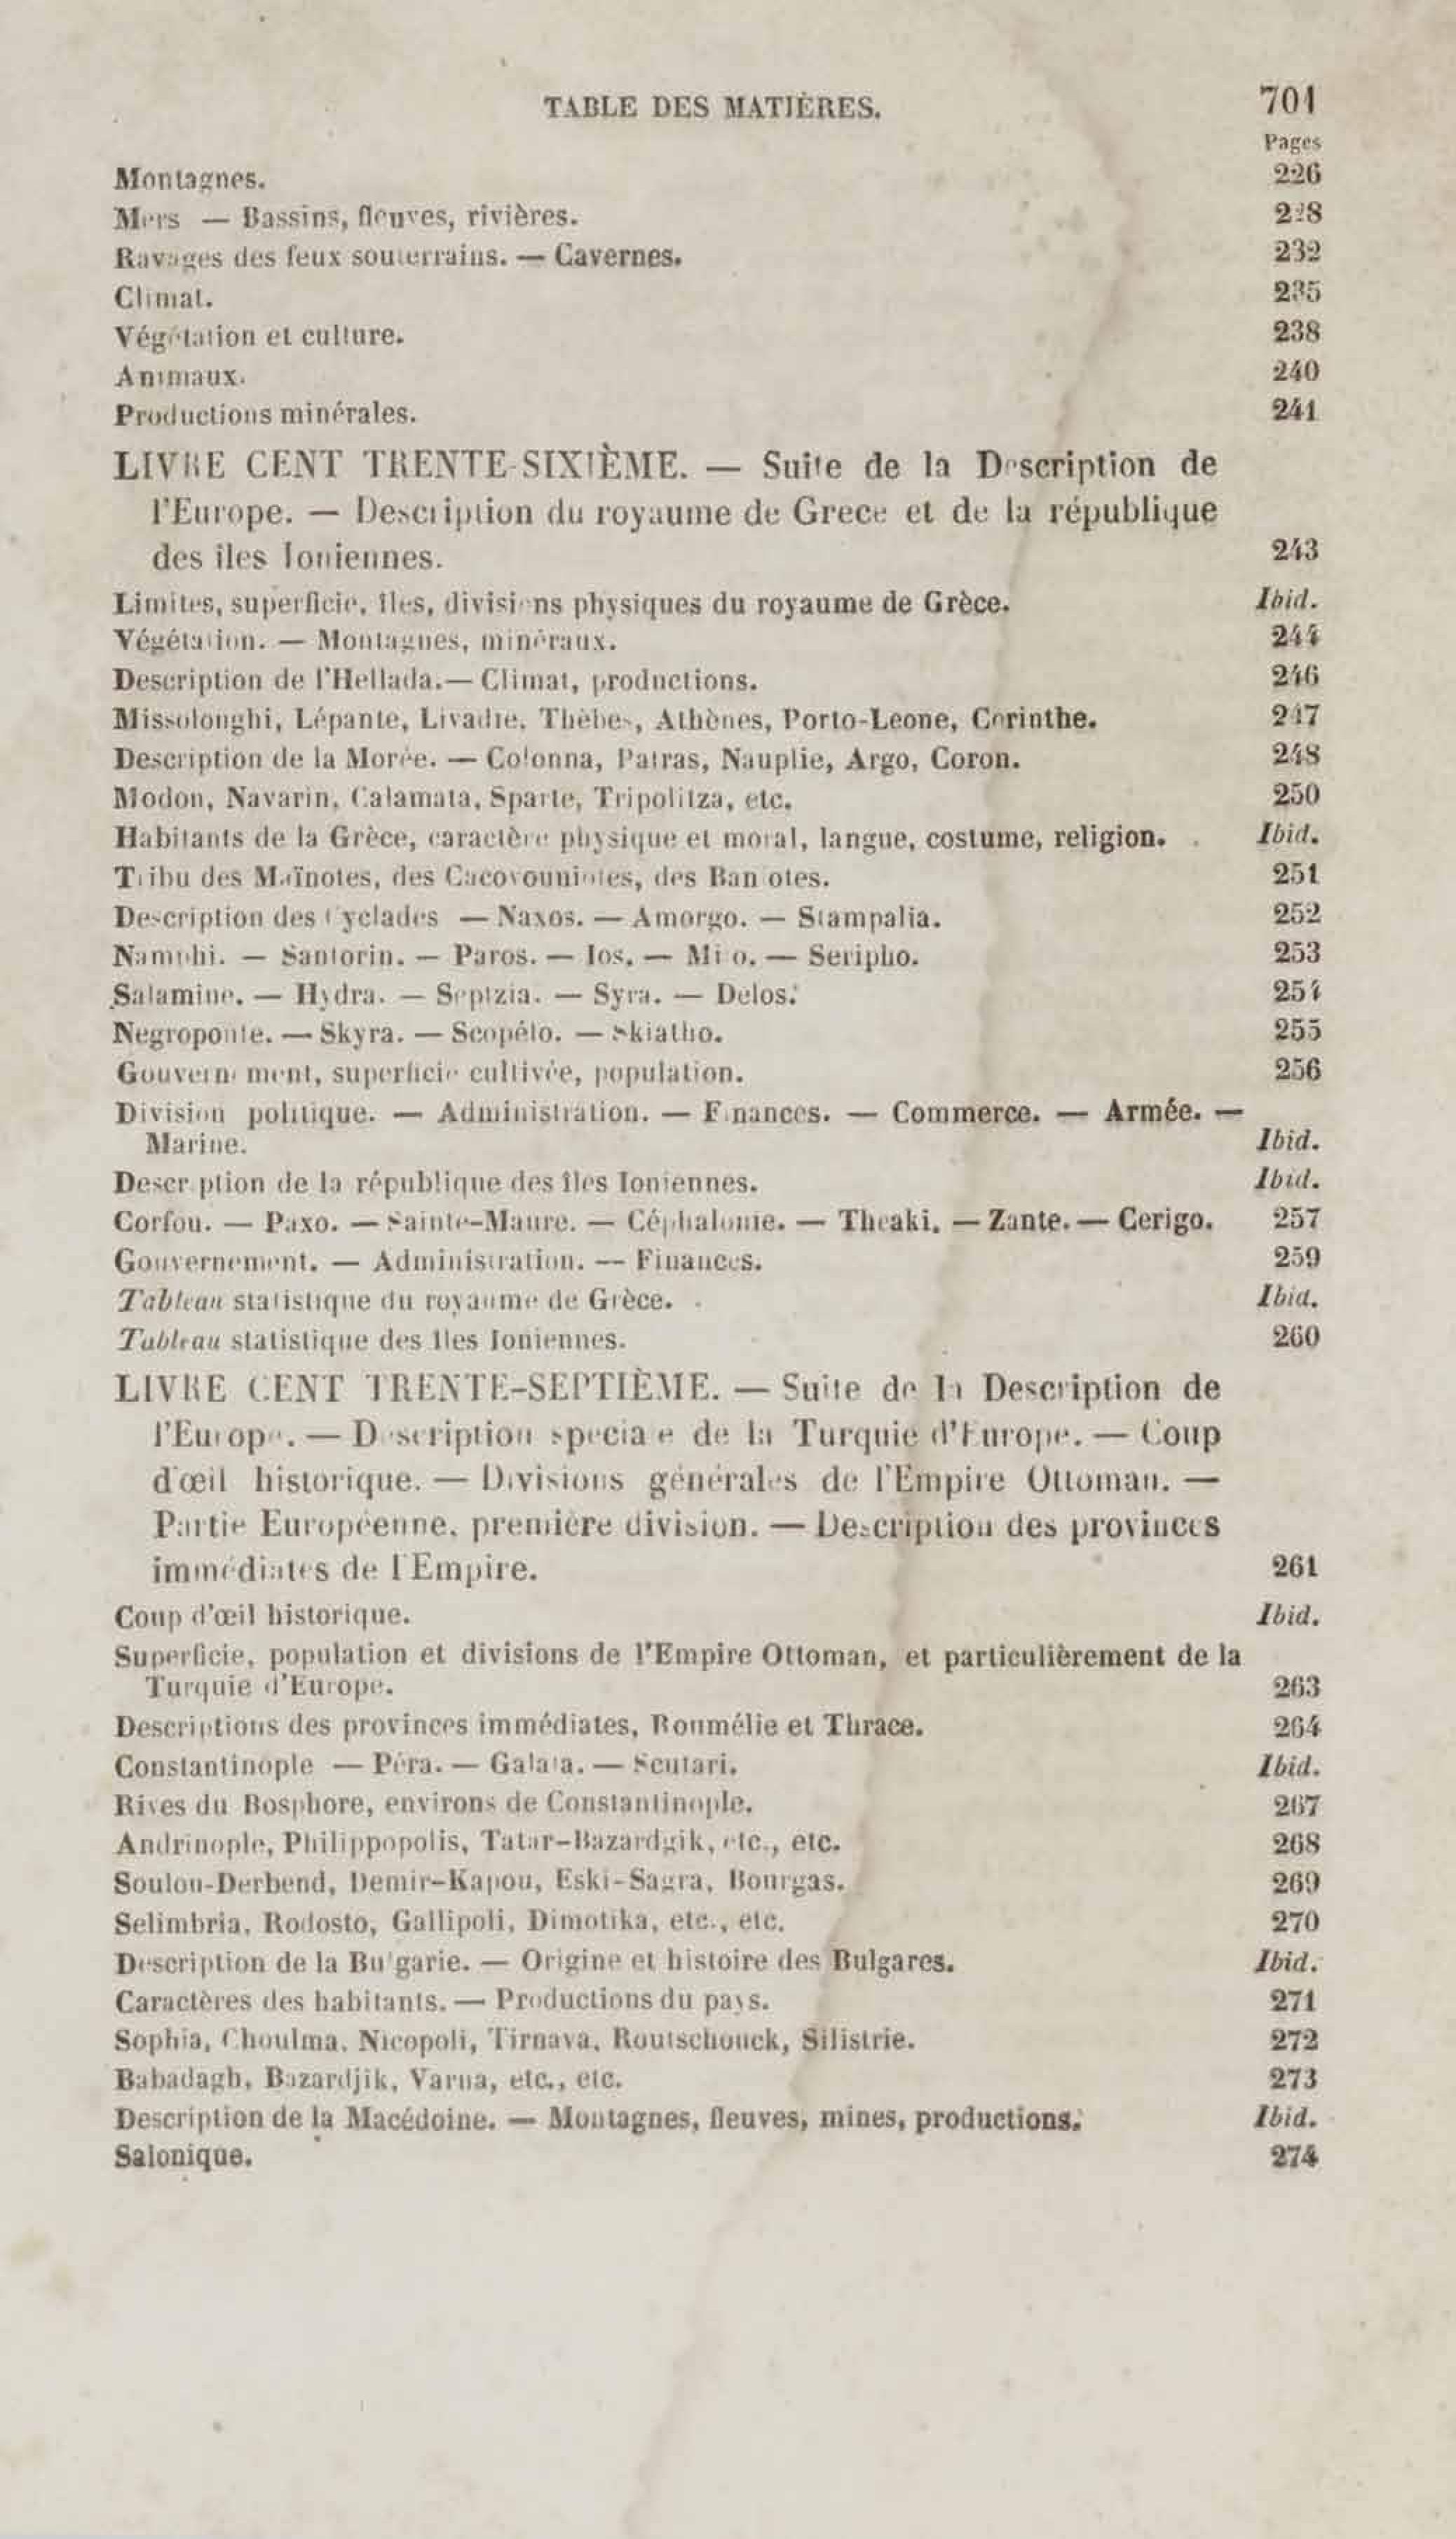 TABLE DES MATIÈRES. 701
Pages
Montagnes. 226
Mers — Bassins, fleuves, rivières. 228
Ravages des feux souterrains. — Cavernes. 232
Climat. 235
Végétation et culture. 238
Animaux. 240
Productions minérales. 241
LIVRE CENT TRENTE-SIXIÈME. — Suite de la Description de
l'Europe. — Description du royaume de Grece et de la république
des iles Ioniennes. 243
Limites, superficie, îles, divisions physiques du royaume de Grèce. Ibid.
Végétation. — Montagnes, minéraux. 244
Description de l'Hellada.— Climat, productions. 246
Missolonghi, Lépante, Livadie, Thèbes, Athènes, Porto-Leone, Corinthe. 247
Description de la Morée. — Colonna, Patras, Nauplie, Argo, Coron. 248
Modon, Navarin, Calamata, Sparte, Tripolitza, etc. 250
Habitants de la Grèce, caractère physique et moral, langue, costume, religion. Ibid.
Tribu des Maïnotes, des Cacovouniotes, des Bardiotes. 251
Description des Cyclades — Naxos. — Amorgo. — Stampalia. 252
Namphi. — Santorin. — Paros. — Ios. — Milo. — Seripho. 253
Salamine. — Hydra. — Septzia. — Syra. — Delos. 254
Negroponte. — Skyra. — Scopélo. — Skiatho. 255
Gouvernement, superficie cultivée, population. 256
Division politique. — Administration. — Finances. — Commerce. — Armée. —
Marine. Ibid.
Description de la république des îles Ioniennes. Ibid.
Corfou. — Paxo. — Sainte-Maure. — Céphalonie. — Theaki. — Zante. — Cerigo. 257
Gouvernement. — Administration. — Finances. 259
Tableau statistique du royaume de Grèce. Ibid.
Tableau statistique des îles Ioniennes. 260
LIVRE CENT TRENTE-SEPTIÈME. — Suite de la Description de
l'Europe. — Description speciale de la Turquie d'Europe. — Coup
d'œil historique. — Divisions générales de l'Empire Ottoman. —
Partie Européenne, première division. — Description des provinces
immédiates de l'Empire. 261
Coup d'œil historique. Ibid.
Superficie, population et divisions de l'Empire Ottoman, et particulièrement de la
Turquie d'Europe. 263
Descriptions des provinces immédiates, Roumélie et Thrace. 264
Constantinople — Péra. — Galata. — Scutari. Ibid.
Rives du Bosphore, environs de Constantinople. 267
Andrinople, Philippopolis, Tatar-Bazardgik, etc., etc. 268
Soulou-Derbend, Demir-Kapou, Eski-Sagra, Bourgas. 269
Selimbria, Rodosto, Gallipoli, Dimotika, etc., etc. 270
Description de la Bulgarie. — Origine et histoire des Bulgares. Ibid.
Caractères des habitants. — Productions du pays. 271
Sophia, Choulma, Nicopoli, Tirnava, Routschouck, Silistrie. 272
Babadagh, Bazardjik, Varna, etc., etc. 273
Description de la Macédoine. — Montagnes, fleuves, mines, productions. Ibid.
Salonique. 274